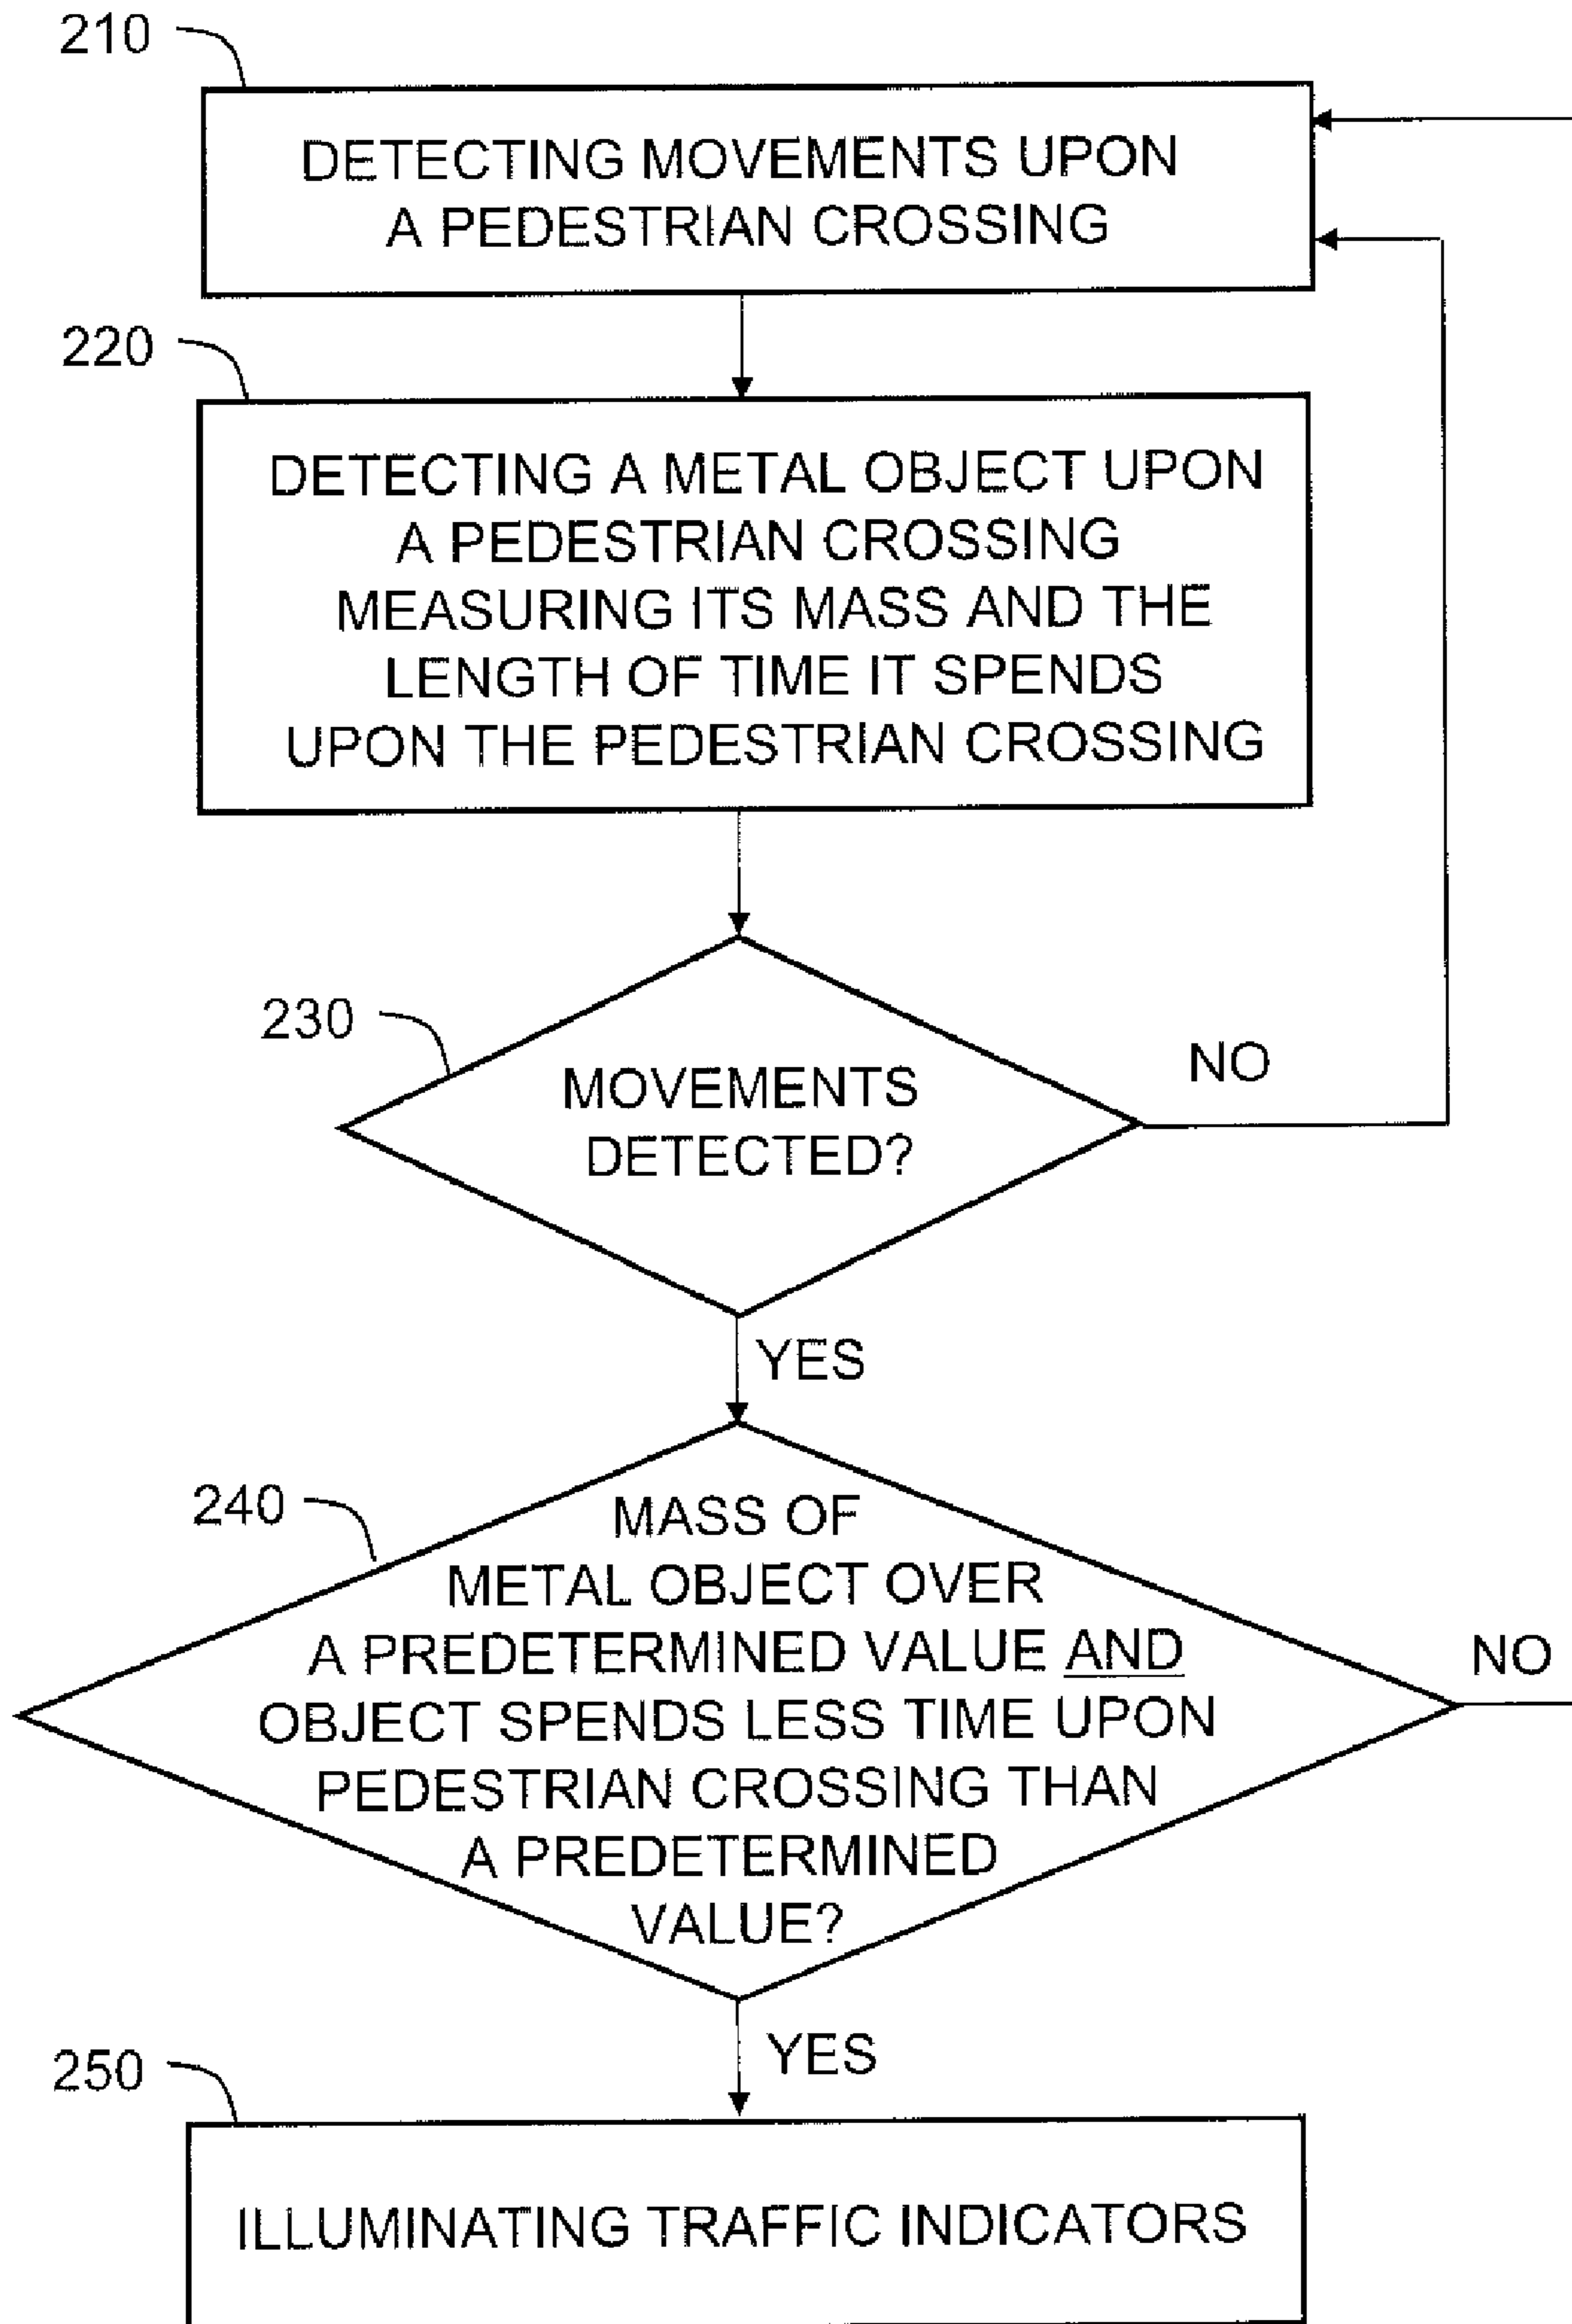 210
DETECTING MOVEMENTS UPON
A PEDESTRIAN CROSSING
220
DETECTING A METAL OBJECT UPON
A PEDESTRIAN CROSSING
MEASURING ITS MASS AND THE
LENGTH OF TIME IT SPENDS
UPON THE PEDESTRIAN CROSSING
230
MOVEMENTS
DETECTED?
NO
YES
240
MASS OF
METAL OBJECT OVER
A PREDETERMINED VALUE AND
OBJECT SPENDS LESS TIME UPON
PEDESTRIAN CROSSING THAN
A PREDETERMINED
VALUE?
NO
YES
250
ILLUMINATING TRAFFIC INDICATORS